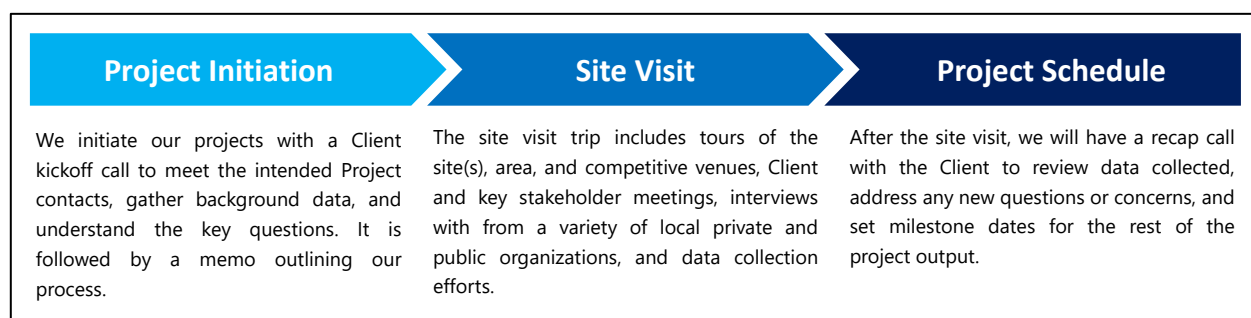 Project Initiation
We initiate our projects with a Client
kickoff call to meet the intended Project
contacts, gather background data, and
understand the key questions. It is
followed by a memo outlining our
process.
Site Visit
The site visit trip includes tours of the
site(s), area, and competitive venues, Client
and key stakeholder meetings, interviews
with from a variety of local private and
public organizations, and data collection
efforts.
Project Schedule
After the site visit, we will have a recap call
with the Client to review data collected,
address any new questions or concerns, and
set milestone dates for the rest of the
project output.